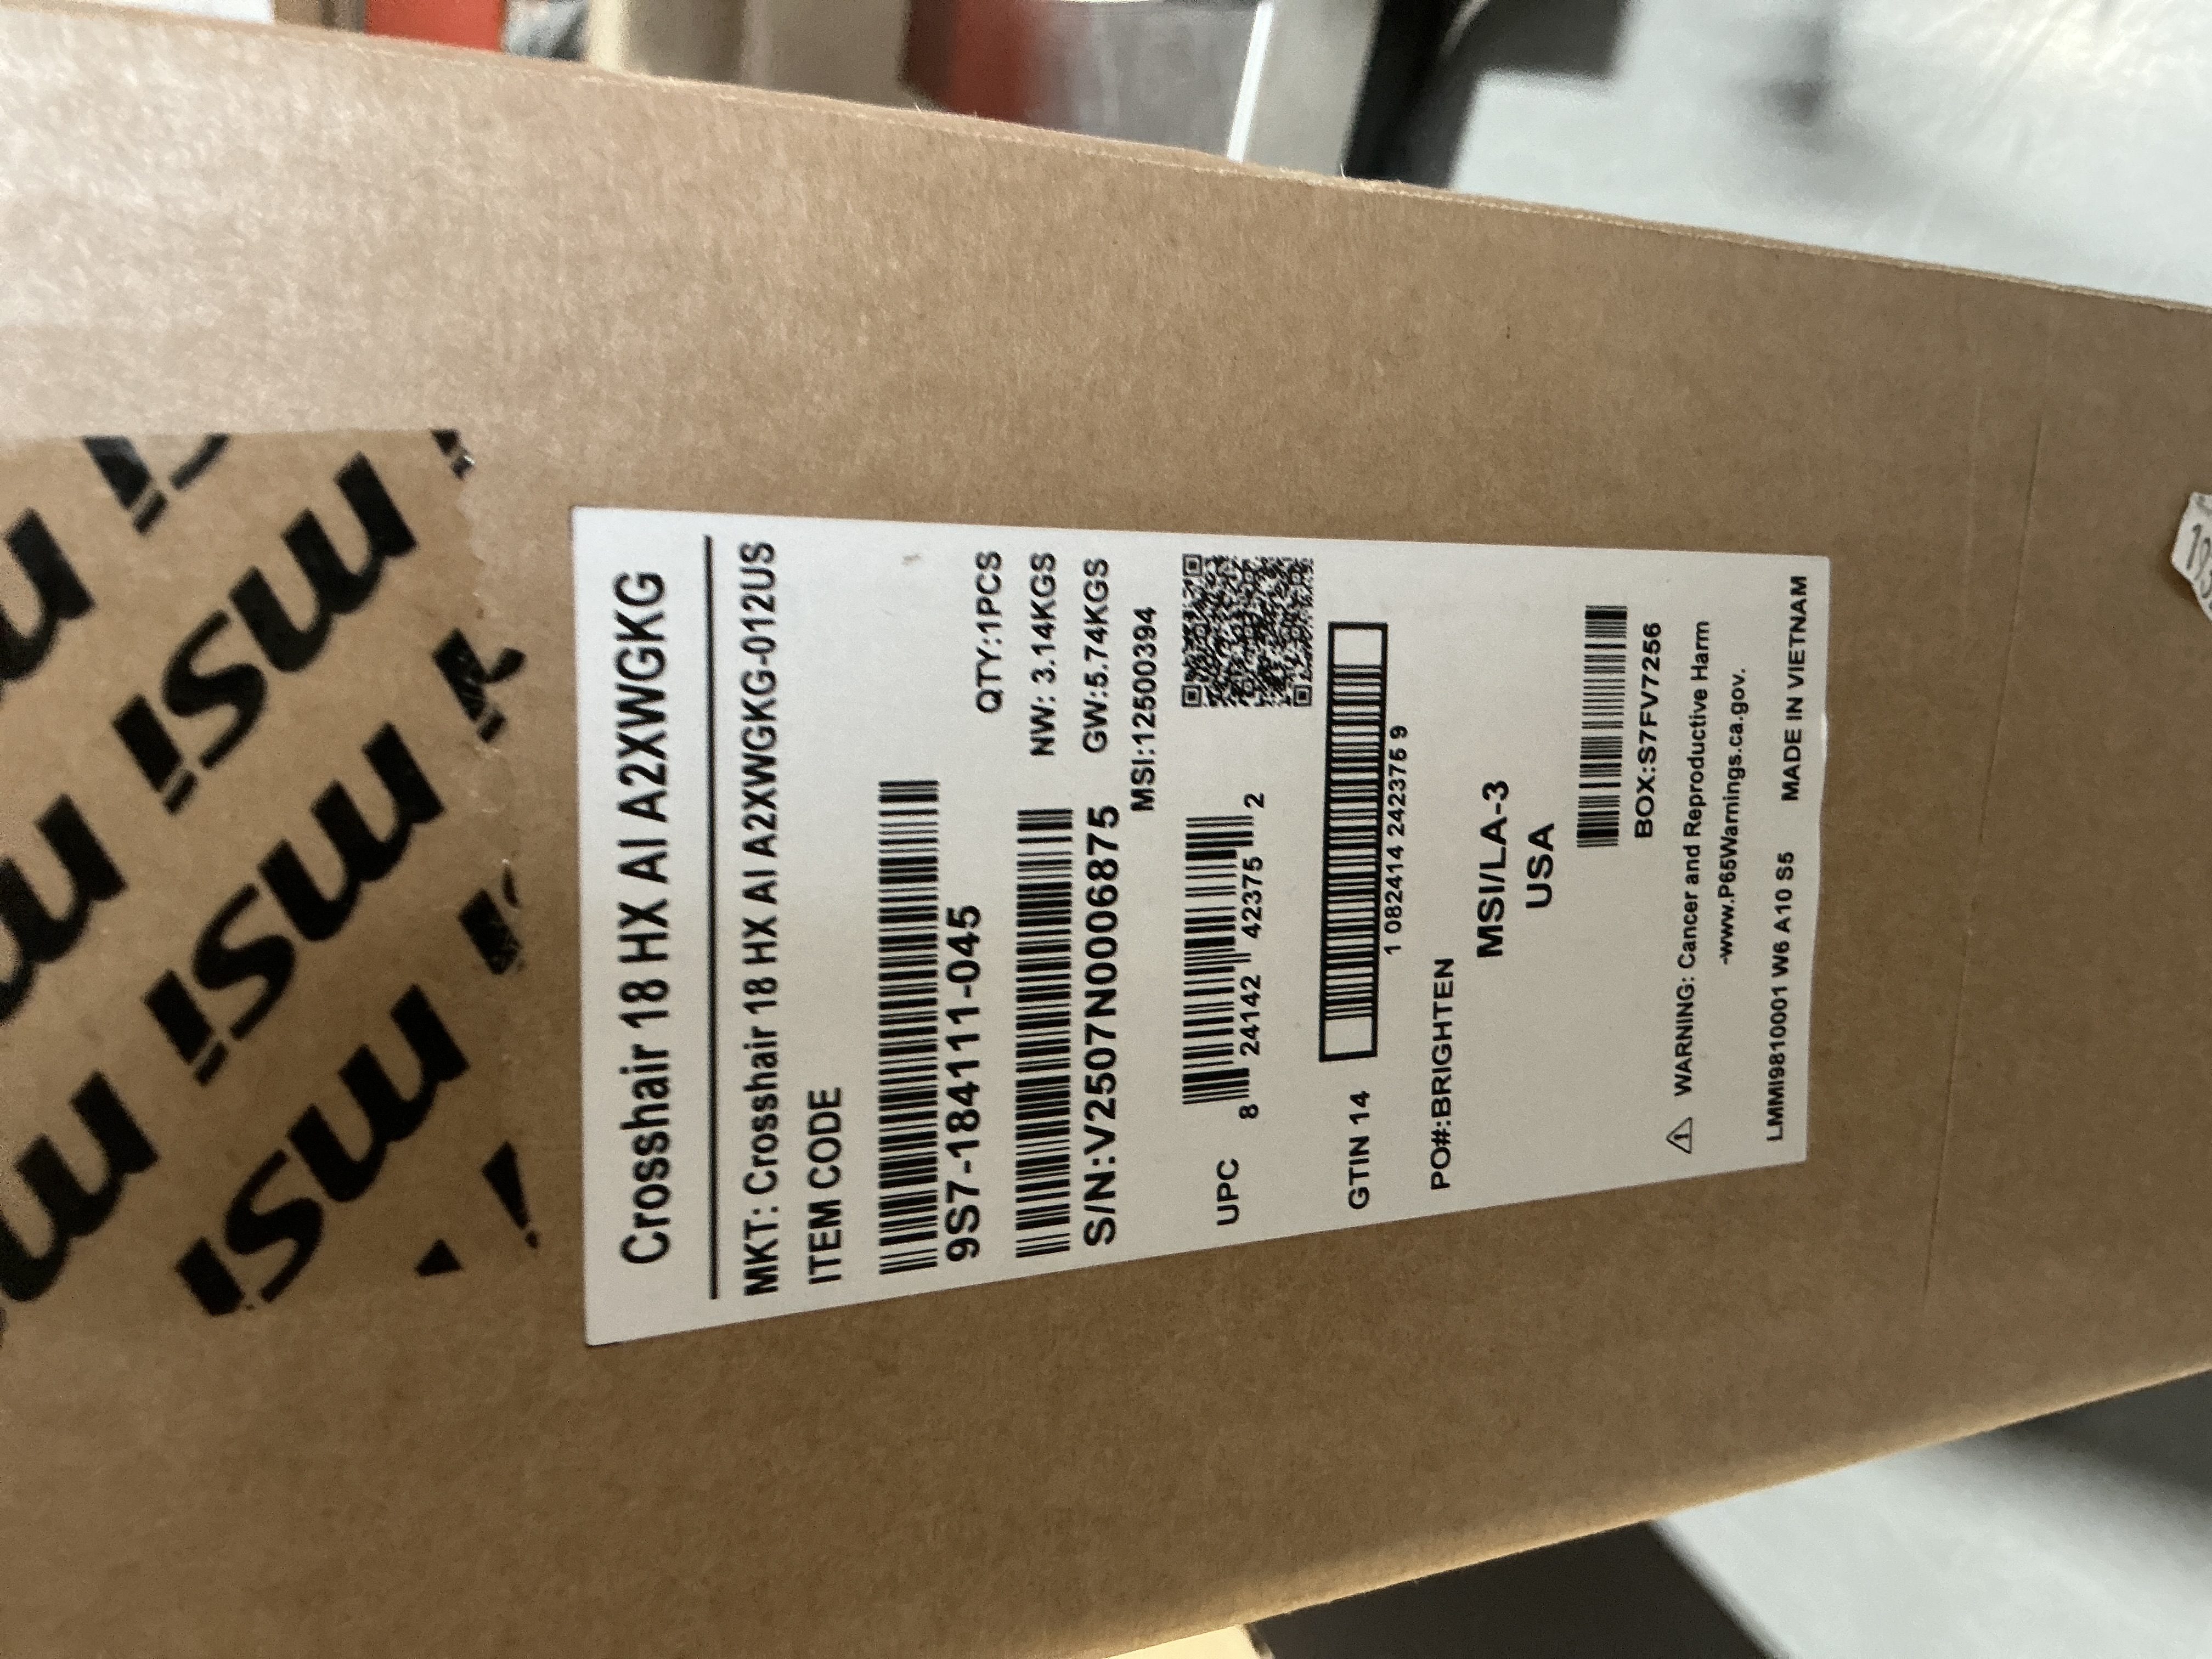 Crosshair 18 HX AI A2XWGKG
MKT: Crosshair 18 HX AI A2XWGKG-012US
ITEM CODE
9S7-184111-045
QTY:1PCS
S/N:V2507N0006875
NW: 3.14KGS
GW:5.74KGS
MSI:12500394
UPC
8 24142 42375 2
GTIN 14
1 0824142 42375 9
PO#:BRIGHTEN
MSI/LA-3
USA
BOX:S7FV7256
WARNING: Cancer and Reproductive Harm
-www.P65Warnings.ca.gov.
LMMI9810001 W6 A10 S5 MADE IN VIETNAM
msi
msi
msi
msi